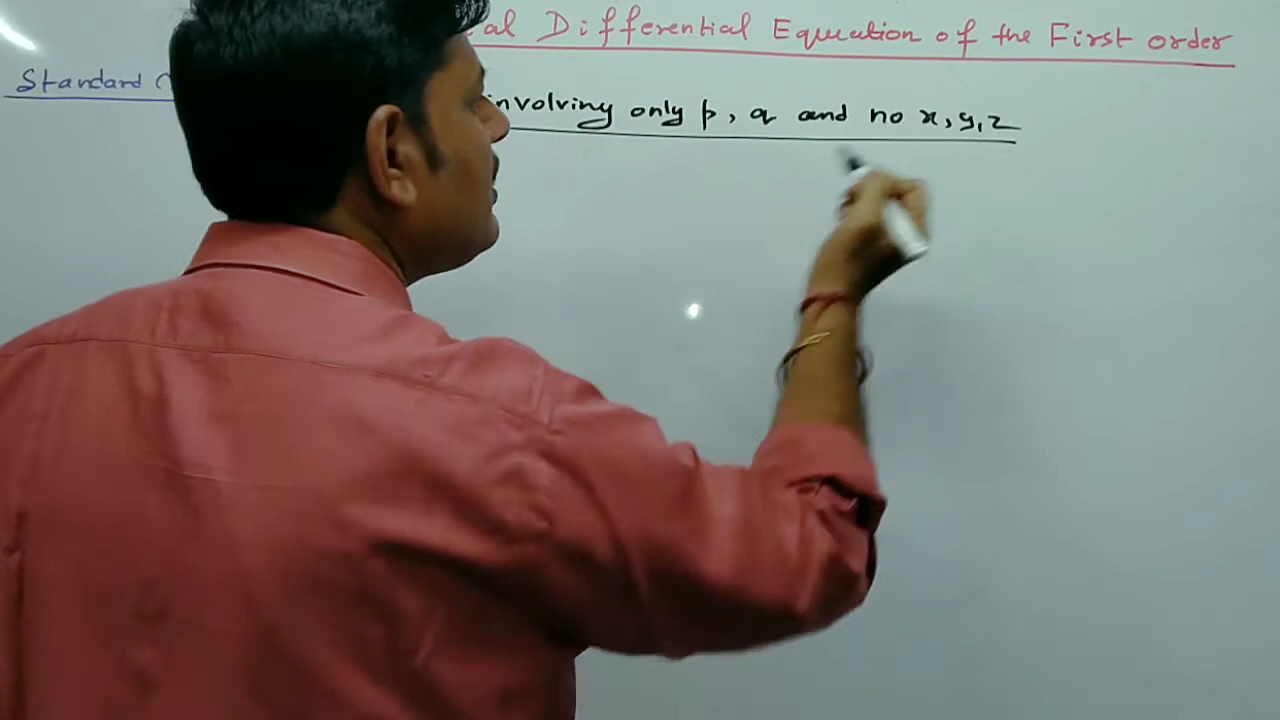 al Differential Equation of the First order
Standard
involving only p, q and no x, y, z